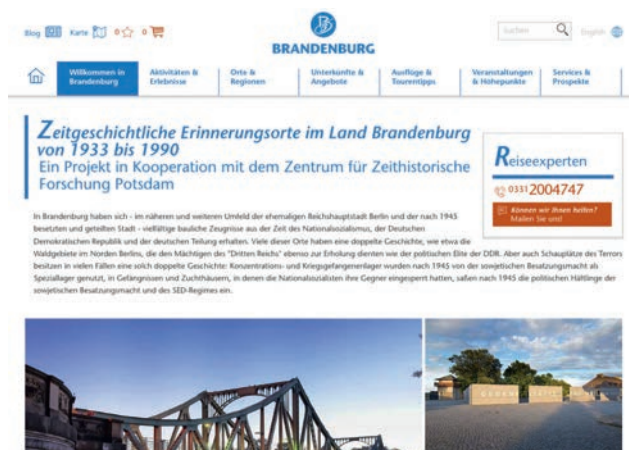 Blog Karte 0 0
BRANDENBURG
Suchen English
Willkommen in Brandenburg
Aktivitäten & Erlebnisse
Orte & Regionen
Unterkünfte & Angebote
Ausflüge & Tourentipps
Veranstaltungen & Höhepunkte
Services & Prospekte
Zeitgeschichtliche Erinnerungsorte im Land Brandenburg
von 1933 bis 1990
Ein Projekt in Kooperation mit dem Zentrum für Zeithistorische
Forschung Potsdam
Reiseexperten
0331 2004747
Können wir Ihnen helfen?
Mailen Sie uns!
In Brandenburg haben sich - im näheren und weiteren Umfeld der ehemaligen Reichshauptstadt Berlin und der nach 1945
besetzten und geteilten Stadt - vielfältige bauliche Zeugnisse aus der Zeit des Nationalsozialismus, der Deutschen
Demokratischen Republik und der deutschen Teilung erhalten. Viele dieser Orte haben eine doppelte Geschichte, wie etwa die
Waldgebiete im Norden Berlins, die den Mächtigen des "Dritten Reichs" ebenso zur Erholung dienten wie der politischen Elite der DDR. Aber auch Schauplätze des Terrors
besitzen in vielen Fällen eine solch doppelte Geschichte: Konzentrations- und Kriegsgefangenenlager wurden nach 1945 von der sowjetischen Besatzungsmacht als
Speziallager genutzt, in Gefängnissen und Zuchthäusern, in denen die Nationalsozialisten ihre Gegner eingesperrt hatten, saßen nach 1945 die politischen Häftlinge der
sowjetischen Besatzungsmacht und des SED-Regimes ein.